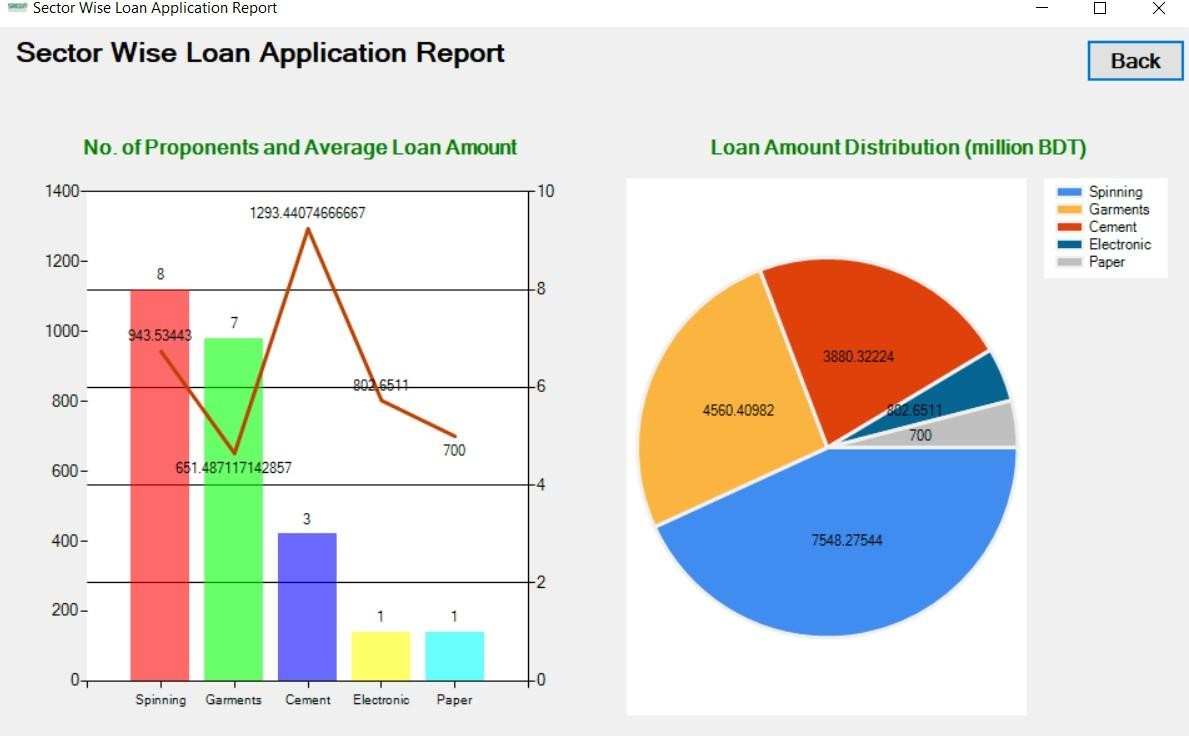 Sector Wise Loan Application Report
Sector Wise Loan Application Report
Back
No. of Proponents and Average Loan Amount
1400
1200
1000
800
600
400
200
0
10
8
6
4
2
0
1293.44074666667
8
943.53443
7
802.6511
700
651.487117142857
3
1
1
Spinning
Garments
Cement
Electronic
Paper
Loan Amount Distribution (million BDT)
3880.32224
4560.40982
802.6511
700
7548.27544
Spinning
Garments
Cement
Electronic
Paper